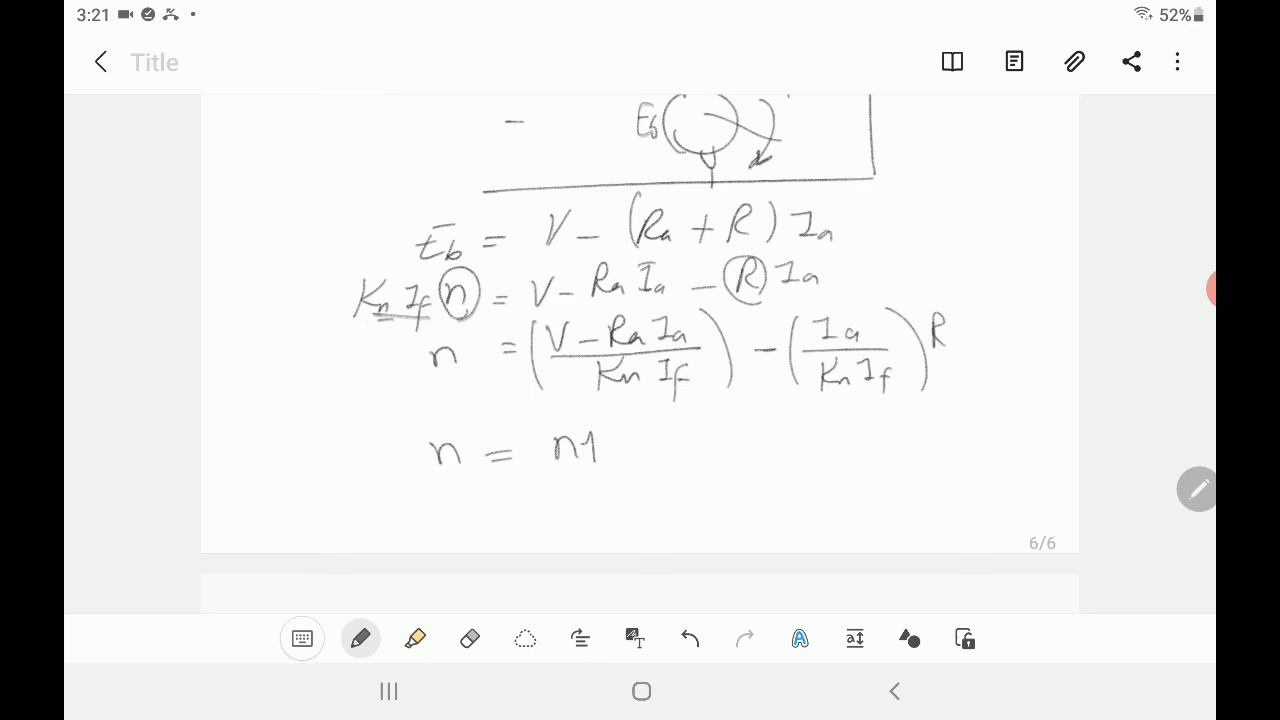 3:21 52%
Title
Eb
-
Eb = V - (Ra + R) Ia
Kn If n = V - Ra Ia - R Ia
n = (V - Ra Ia / Kn If) - (Ia / Kn If) R
n = n1
6/6